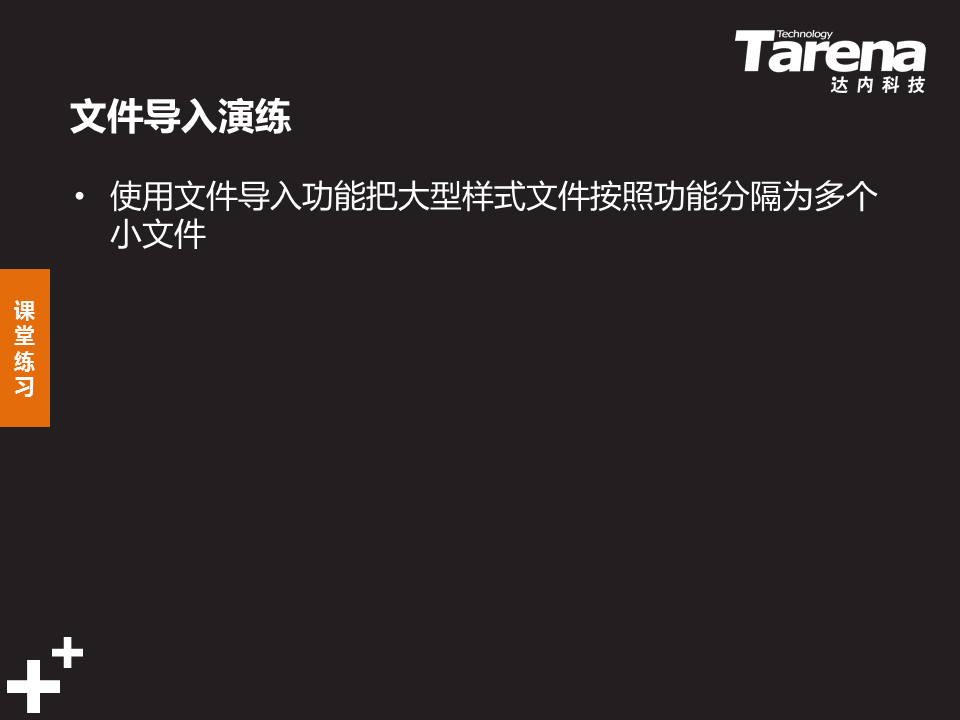 Technology
Tarena
达内科技
文件导入演练
• 使用文件导入功能把大型样式文件按照功能分隔为多个
小文件
课
堂
练
习